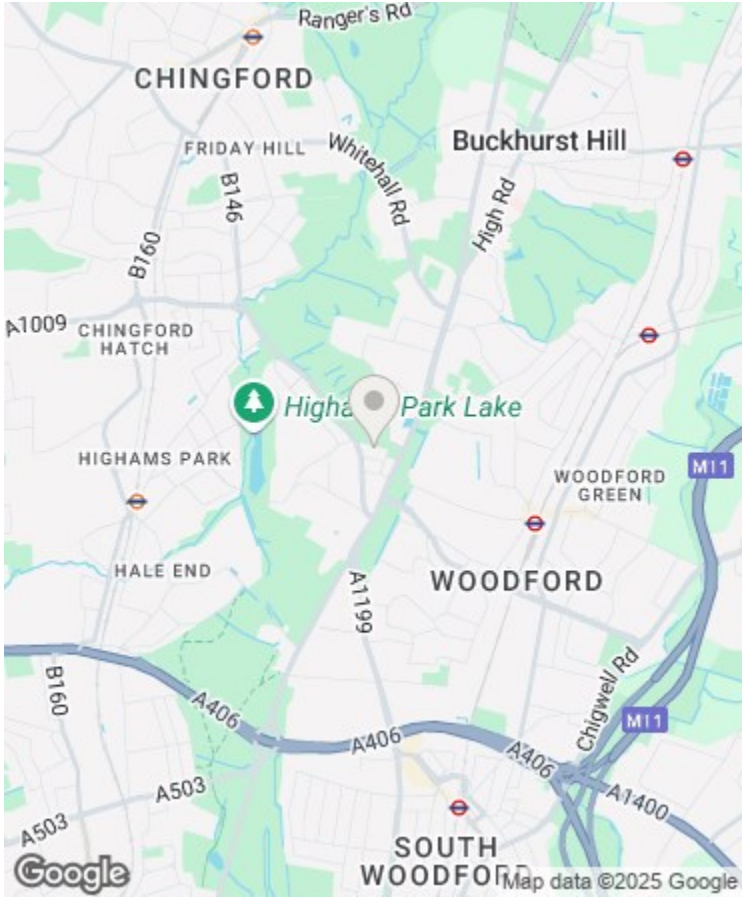 Ranger's Rd
CHINGFORD
FRIDAY HILL
Whitehall Rd
Buckhurst Hill
B146
High Rd
B160
A1009
CHINGFORD
HATCH
Park Lake
HIGHAMS PARK
M11
WOODFORD
GREEN
HALE END
WOODFORD
A1199
Chigwell Rd
B160
A406
M11
A406
A406
A503
A1400
A503
SOUTH
WOODFORD
Google
Map data ©2025 Google